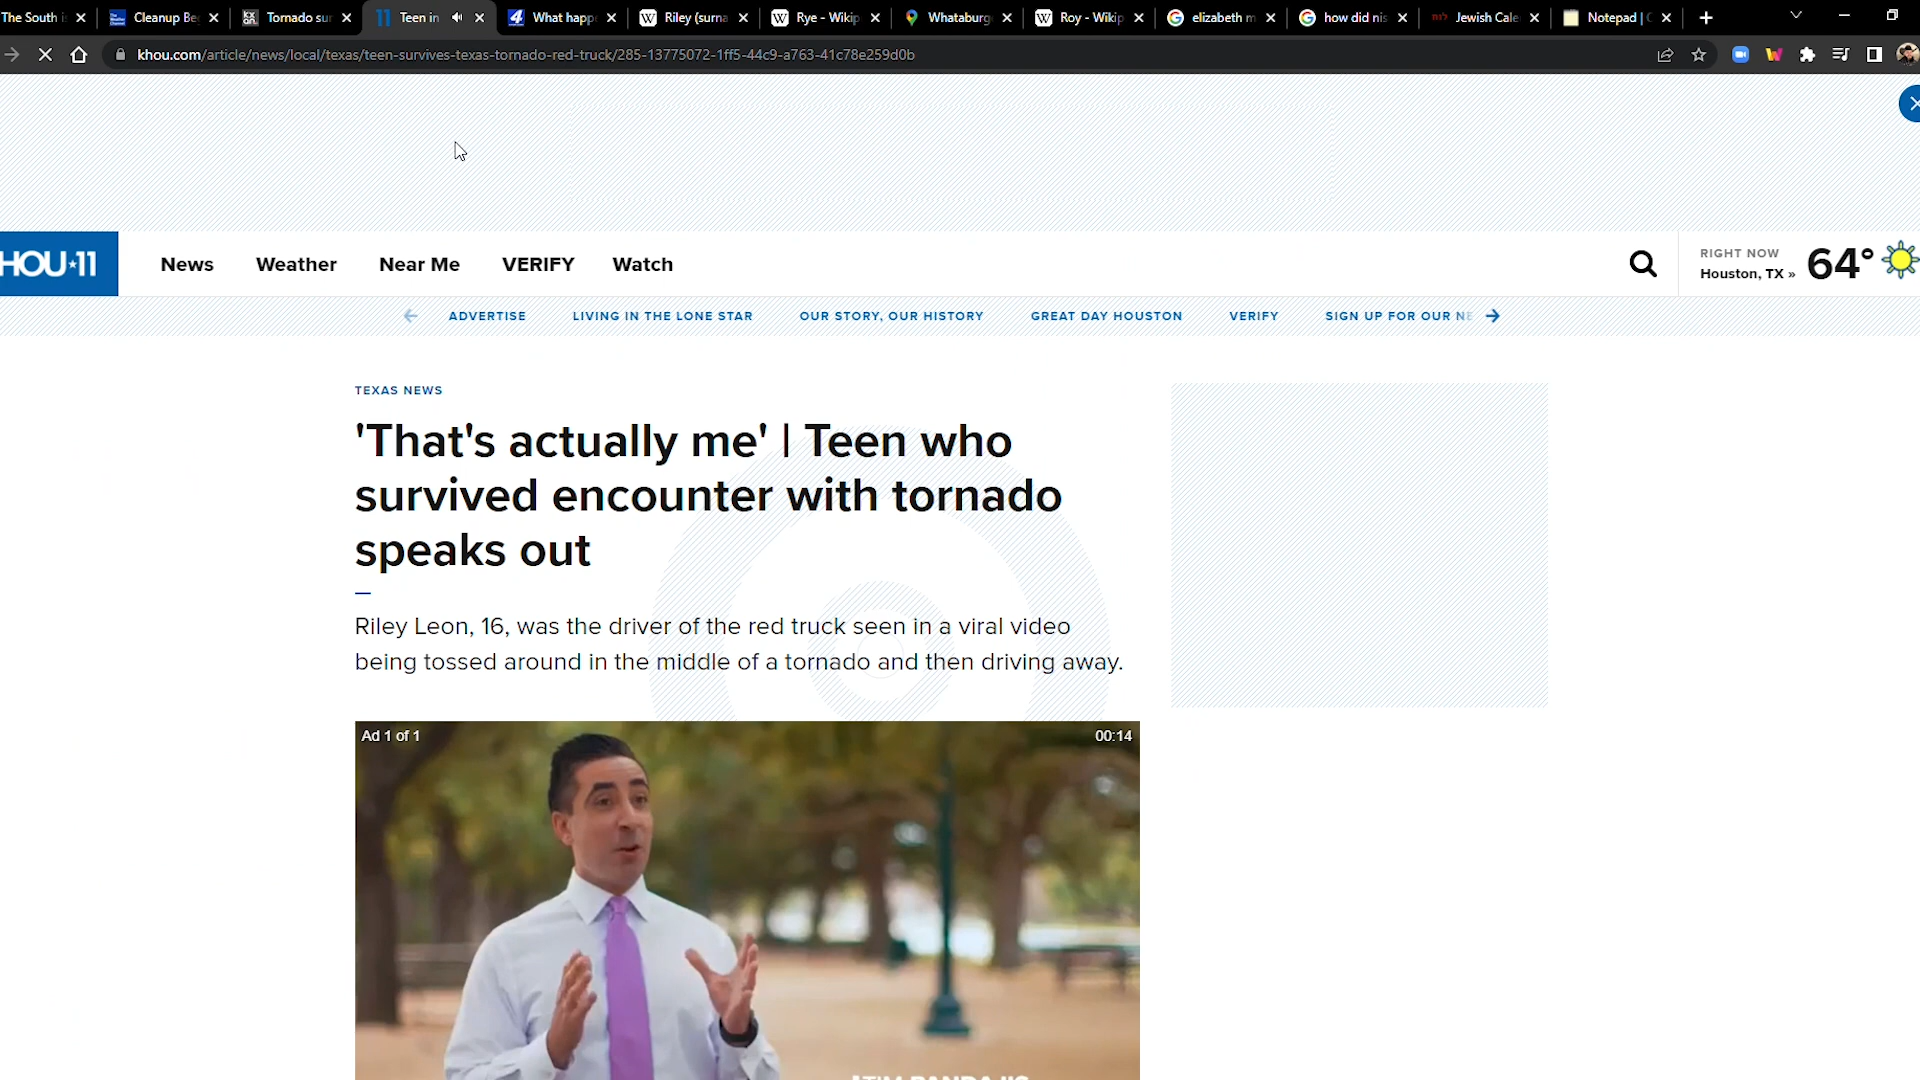 The South is
Cleanup Be
Tornado sur
Teen in
What happ
Riley (surna
Rye - Wikip
Whataburg
Roy - Wikip
elizabeth m
how did nis
Jewish Cale
Notepad | C
khou.com/article/news/local/texas/teen-survives-texas-tornado-red-truck/285-13775072-1ff5-44c9-a763-41c78e259d0b
HOU★11
News
Weather
Near Me
VERIFY
Watch
RIGHT NOW
Houston, TX »
64°
ADVERTISE
LIVING IN THE LONE STAR
OUR STORY, OUR HISTORY
GREAT DAY HOUSTON
VERIFY
SIGN UP FOR OUR NE
TEXAS NEWS
'That's actually me' | Teen who
survived encounter with tornado
speaks out
Riley Leon, 16, was the driver of the red truck seen in a viral video
being tossed around in the middle of a tornado and then driving away.
Ad 1 of 1
00:14